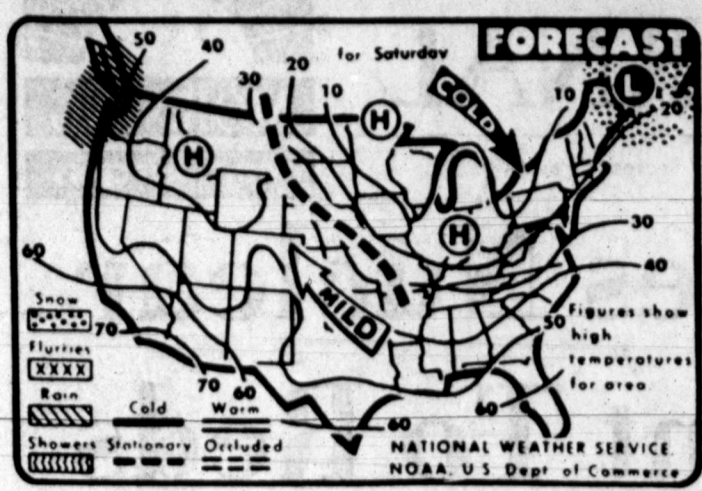 FORECAST
for Saturday
50
40
30
20
10
COLD
10
L
20
H
H
H
30
40
60
MILD
Snow
70
Flurries
Rain
Showers
Cold
Warm
Stationary
Occluded
70
60
60
50
60
Figures show
high
temperatures
for area.
NATIONAL WEATHER SERVICE.
NOAA, U S Dept of Commerce